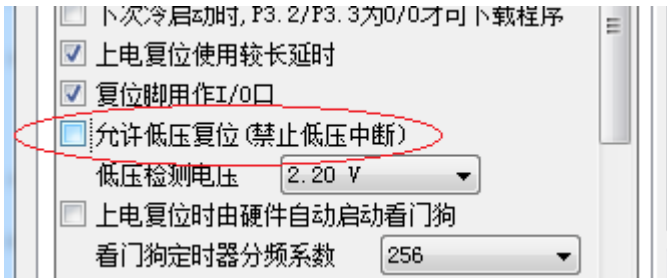 下次冷启动时,P3.2/P3.3为0/0才可下载程序
上电复位使用较长延时
复位脚用作I/O口
允许低压复位(禁止低压中断)
低压检测电压 2.20 V
上电复位时由硬件自动启动看门狗
看门狗定时器分频系数 256